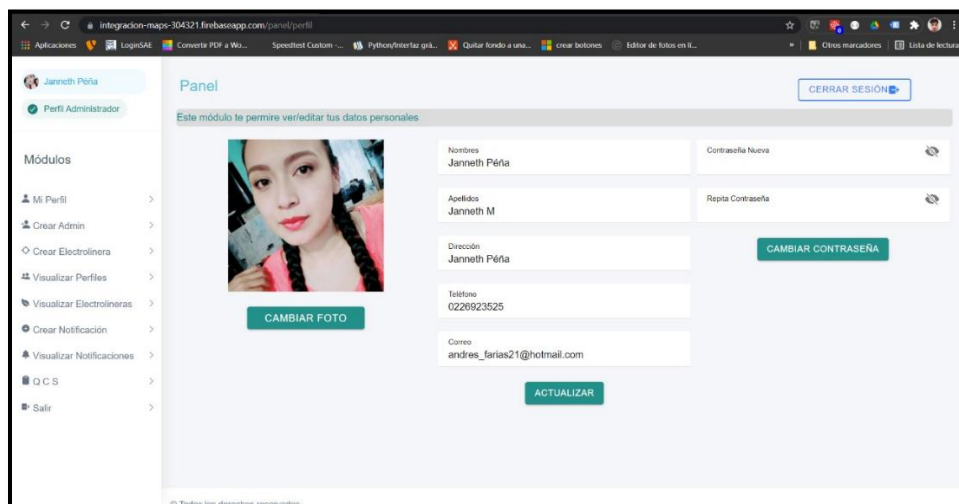 integracion-maps-304321.firebaseapp.com/panel/perfil
Aplicaciones LoginSAE Convertir PDF a Wo... Speedtest Custom -... Python/Interfaz grá... Quitar fondo a una... crear botones Editor de fotos en lí... » Otros marcadores Lista de lectura
Janneth Péña
Perfil Administrador
Módulos
Mi Perfil
Crear Admin
Crear Electrolinera
Visualizar Perfiles
Visualizar Electrolineras
Crear Notificación
Visualizar Notificaciones
Q C S
Salir
Panel
CERRAR SESIÓN
Este módulo te permire ver/editar tus datos personales
CAMBIAR FOTO
Nombres
Janneth Péña
Apellidos
Janneth M
Dirección
Janneth Péña
Teléfono
0226923525
Correo
andres_farias21@hotmail.com
ACTUALIZAR
Contraseña Nueva
Repita Contraseña
CAMBIAR CONTRASEÑA
© Todos los derechos reservados